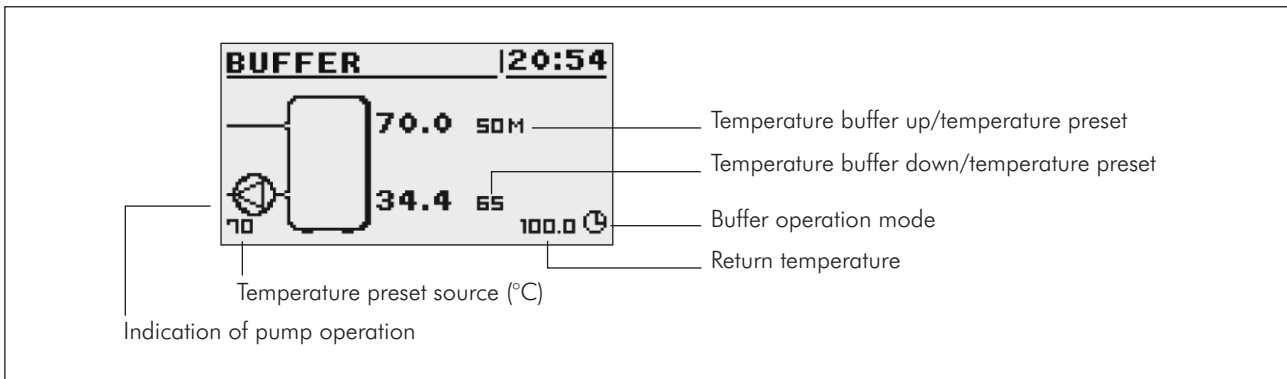 BUFFER |20:54
70.0 50M
Temperature buffer up/temperature preset
Temperature buffer down/temperature preset
34.4 65
70 100.0
Buffer operation mode
Return temperature
Temperature preset source (°C)
Indication of pump operation